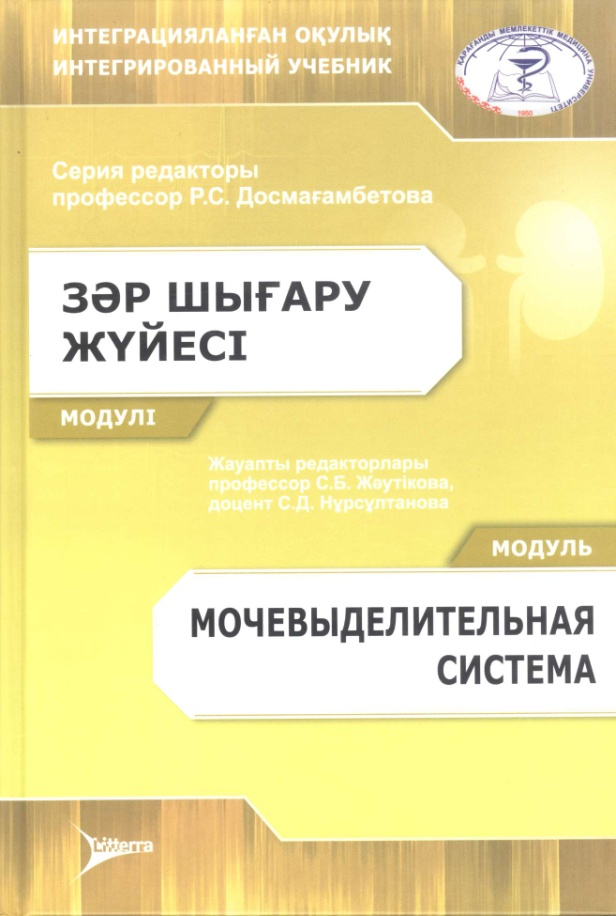 ИНТЕГРАЦИЯЛАНҒАН ОҚУЛЫҚ
ИНТЕГРИРОВАННЫЙ УЧЕБНИК
ҚАРАҒАНДЫ МЕМЛЕКЕТТІК МЕДИЦИНА УНИВЕРСИТЕТІ
1950
Серия редакторы
профессор Р.С. Досмағамбетова
ЗӘР ШЫҒАРУ
ЖҮЙЕСІ
МОДУЛІ
Жауапты редакторлары
профессор С.Б. Жәутікова,
доцент С.Д. Нұрсұлтанова
МОДУЛЬ
МОЧЕВЫДЕЛИТЕЛЬНАЯ
СИСТЕМА
Litterra